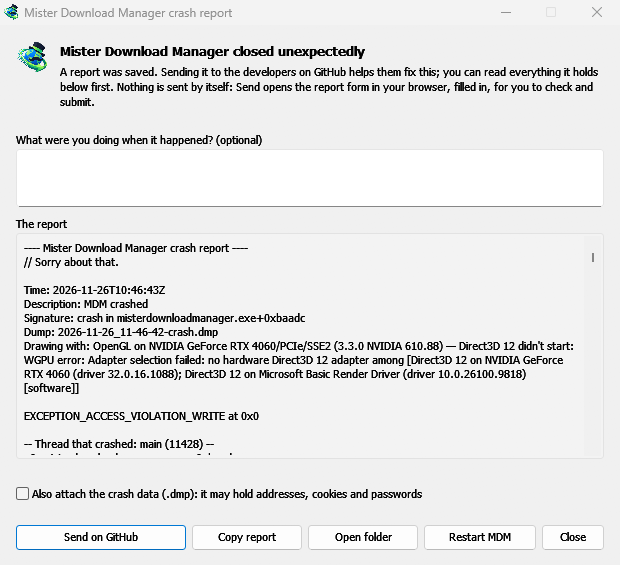 Mister Download Manager crash report
Mister Download Manager closed unexpectedly
A report was saved. Sending it to the developers on GitHub helps them fix this; you can read everything it holds
below first. Nothing is sent by itself: Send opens the report form in your browser, filled in, for you to check and
submit.
What were you doing when it happened? (optional)
The report
---- Mister Download Manager crash report ----
// Sorry about that.
Time: 2026-11-26T10:46:43Z
Description: MDM crashed
Signature: crash in misterdownloadmanager.exe+0xbaadc
Dump: 2026-11-26_11-46-42-crash.dmp
Drawing with: OpenGL on NVIDIA GeForce RTX 4060/PCIe/SSE2 (3.3.0 NVIDIA 610.88) — Direct3D 12 didn't start:
WGPU error: Adapter selection failed: no hardware Direct3D 12 adapter among [Direct3D 12 on NVIDIA GeForce
RTX 4060 (driver 32.0.16.1088); Direct3D 12 on Microsoft Basic Render Driver (driver 10.0.26100.9818)
[software]]
EXCEPTION_ACCESS_VIOLATION_WRITE at 0x0
-- Thread that crashed: main (11428) --
Also attach the crash data (.dmp): it may hold addresses, cookies and passwords
Send on GitHub
Copy report
Open folder
Restart MDM
Close